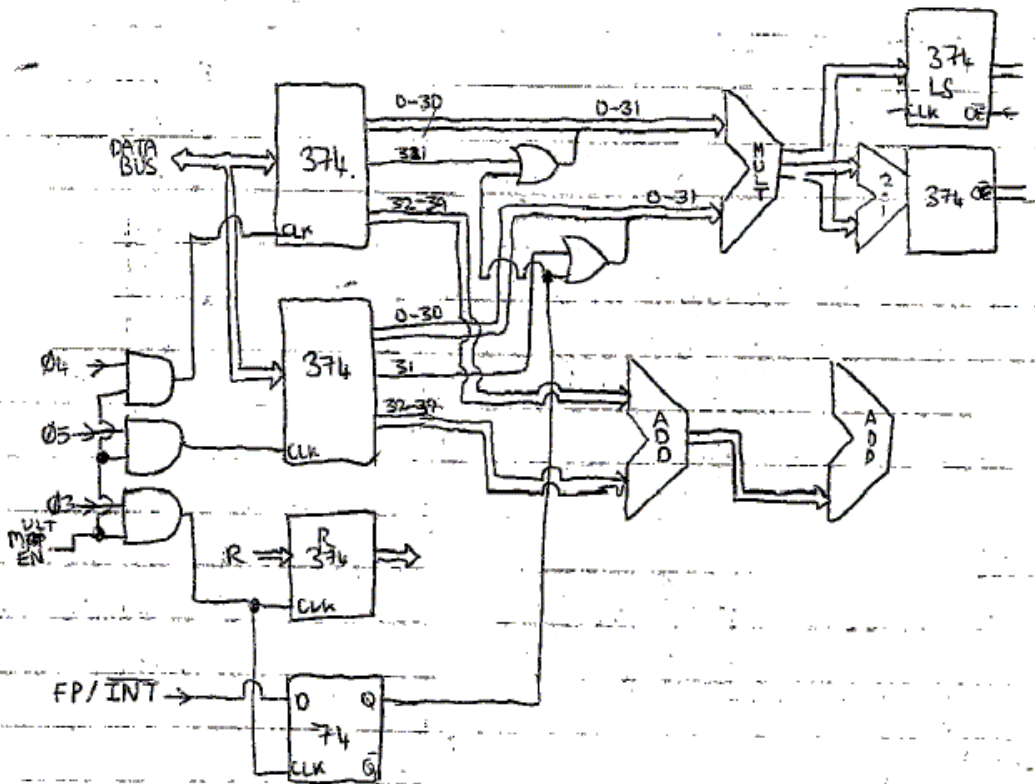 374
LS
CLK
OE
0-30
0-31
DATA
BUS
374.
31
MULT
32-39
0-31
2-1
374
OE
CLK
0-30
Ø4
374
31
32-39
ADD
ADD
Ø5
CLK
Ø3
MULT
EN
R
R
374
CLK
FP/INT
D
Q
74
CLK
Q